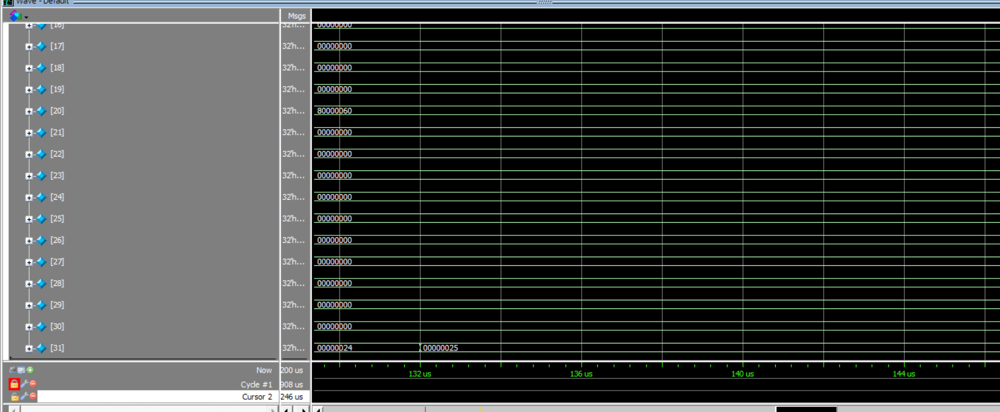 Wave - Default
Msgs
[16] 32'h... 00000000
[17] 32'h... 00000000
[18] 32'h... 00000000
[19] 32'h... 00000000
[20] 32'h... 80000060
[21] 32'h... 00000000
[22] 32'h... 00000000
[23] 32'h... 00000000
[24] 32'h... 00000000
[25] 32'h... 00000000
[26] 32'h... 00000000
[27] 32'h... 00000000
[28] 32'h... 00000000
[29] 32'h... 00000000
[30] 32'h... 00000000
[31] 32'h... 00000024 00000025
Now 200 us 132 us 136 us 140 us 144 us
Cycle #1 908 us
Cursor 2 246 us